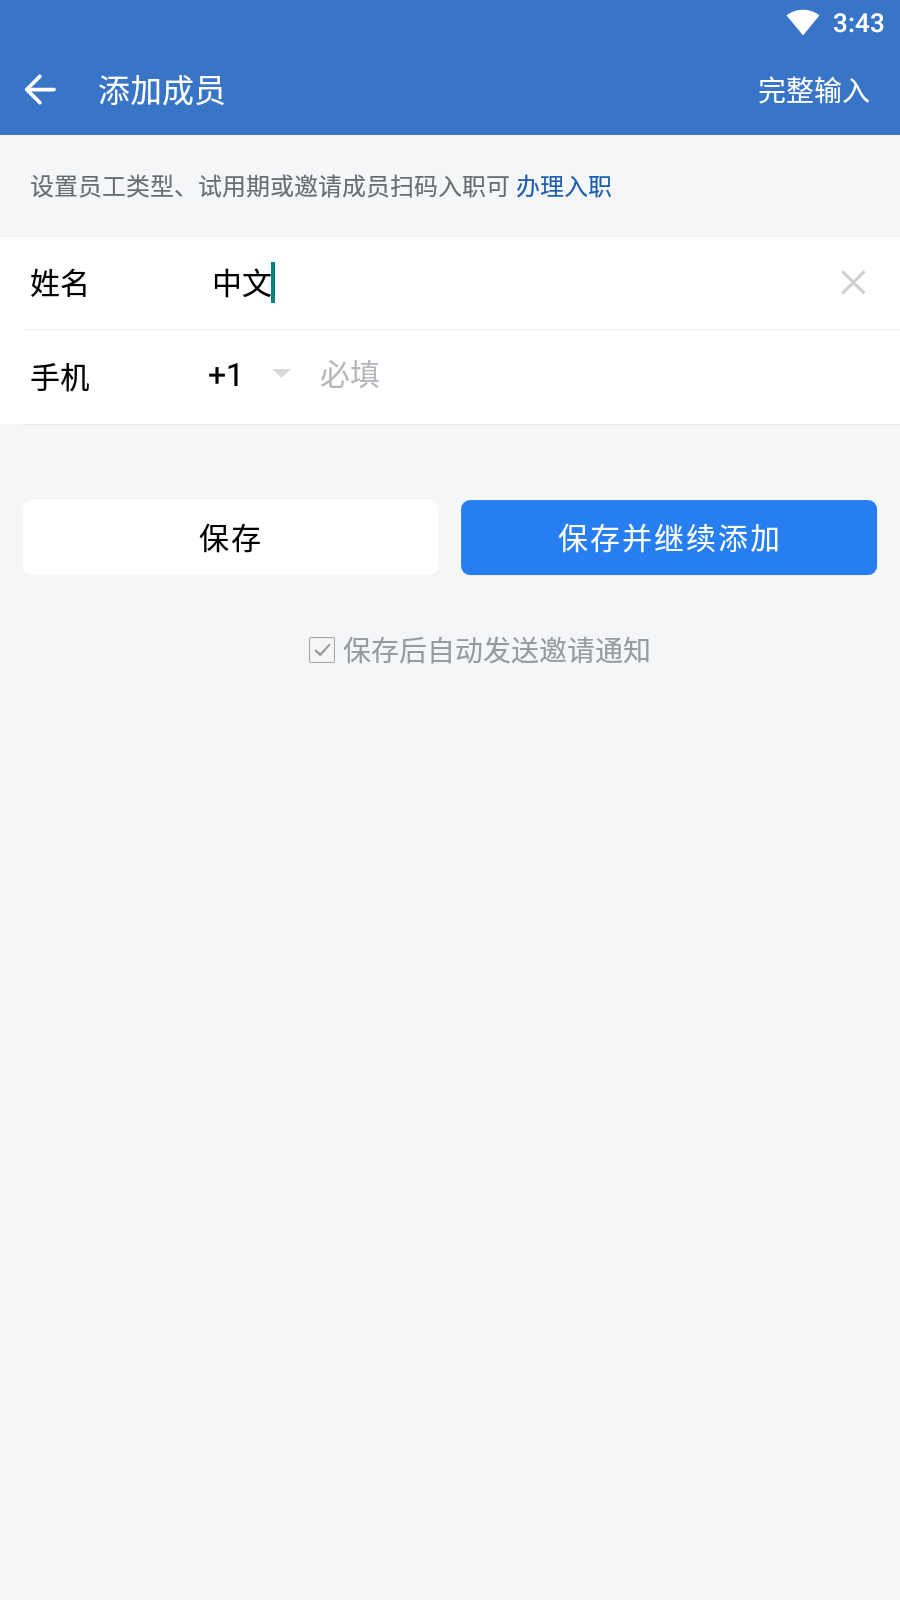 3:43
添加成员
完整输入
设置员工类型、试用期或邀请成员扫码入职可 办理入职
姓名 中文
手机 +1 必填
保存 保存并继续添加
保存后自动发送邀请通知